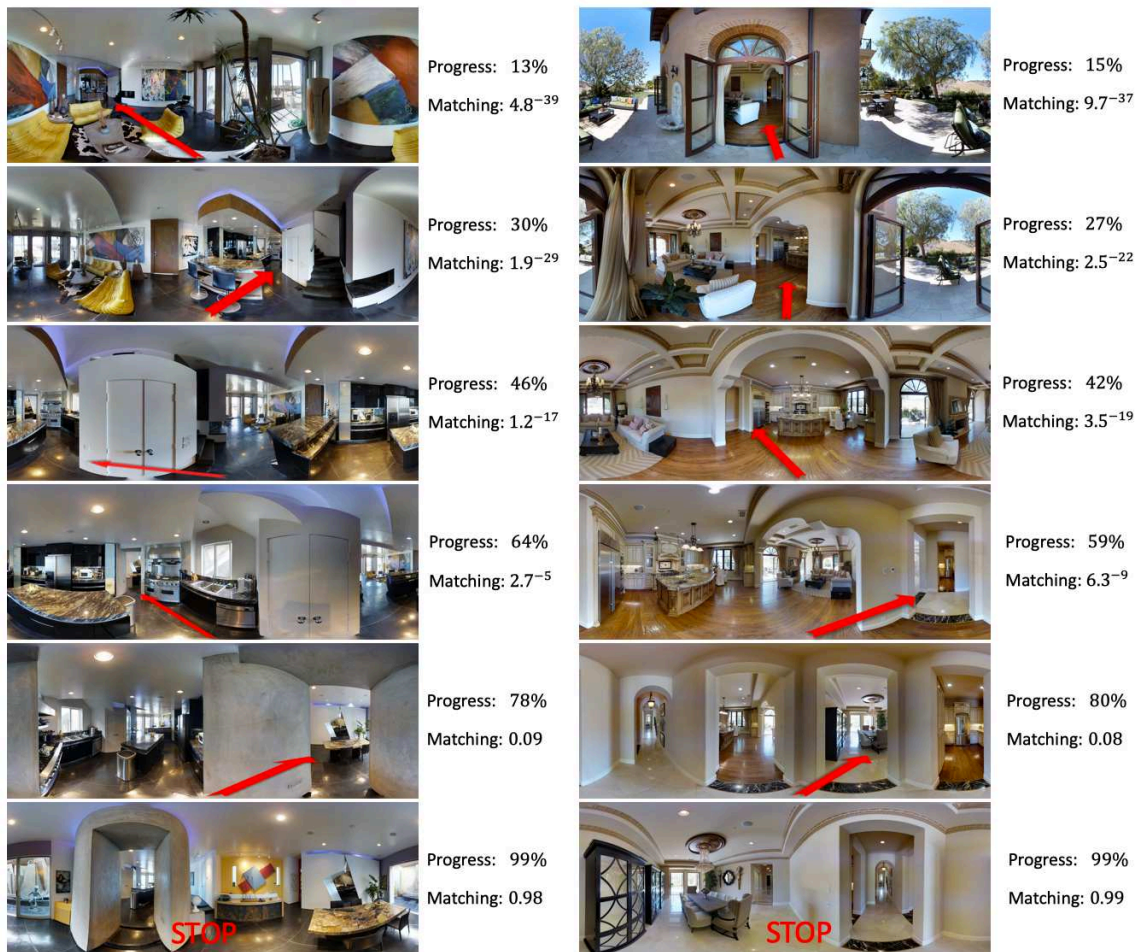 Progress: 13%
Matching: 4.8⁻³⁹
Progress: 30%
Matching: 1.9⁻²⁹
Progress: 46%
Matching: 1.2⁻¹⁷
Progress: 64%
Matching: 2.7⁻⁵
Progress: 78%
Matching: 0.09
Progress: 99%
Matching: 0.98
STOP
Progress: 15%
Matching: 9.7⁻³⁷
Progress: 27%
Matching: 2.5⁻²²
Progress: 42%
Matching: 3.5⁻¹⁹
Progress: 59%
Matching: 6.3⁻⁹
Progress: 80%
Matching: 0.08
Progress: 99%
Matching: 0.99
STOP